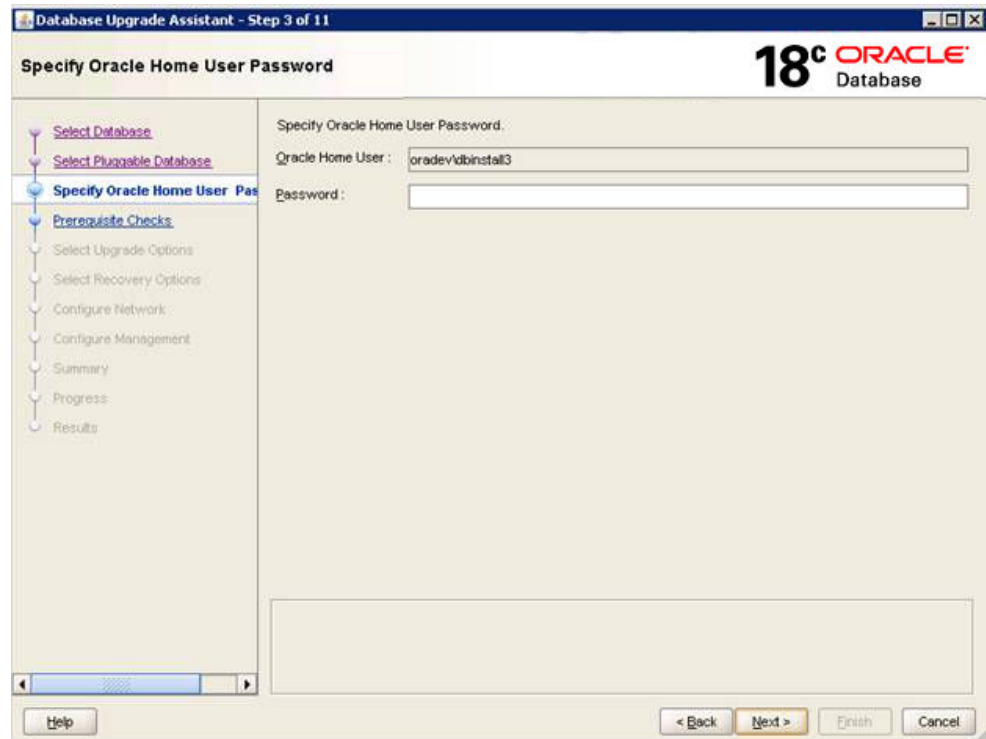 Database Upgrade Assistant - Step 3 of 11
Specify Oracle Home User Password
18c ORACLE Database
Select Database
Select Pluggable Database
Specify Oracle Home User Pas
Prerequisite Checks
Select Upgrade Options
Select Recovery Options
Configure Network
Configure Management
Summary
Progress
Results
Specify Oracle Home User Password.
Oracle Home User : oradev\dbinstall3
Password :
Help
< Back
Next >
Finish
Cancel